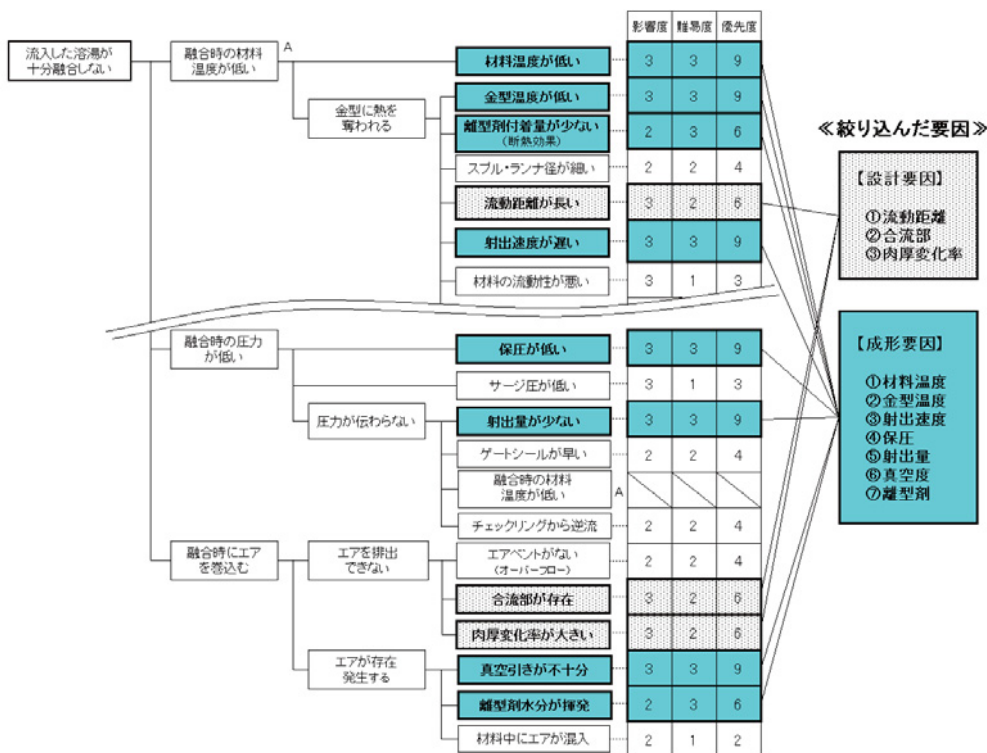 影響度 難易度 優先度
流入した溶湯が
十分融合しない
融合時の材料
温度が低い
A
材料温度が低い 3 3 9
金型に熱を
奪われる
金型温度が低い 3 3 9
離型剤付着量が少ない
(断熱効果)
2 3 6
スプル・ランナ径が細い 2 2 4
流動距離が長い 3 2 6
射出速度が遅い 3 3 9
材料の流動性が悪い 3 1 3
融合時の圧力
が低い
保圧が低い 3 3 9
サージ圧が低い 3 1 3
圧力が伝わらない
射出量が少ない 3 3 9
ゲートシールが早い 2 2 4
融合時の材料
温度が低い
A
チェックリングから逆流 2 2 4
融合時にエア
を巻込む
エアを排出
できない
エアベントがない
(オーバーフロー)
2 2 4
合流部が存在 3 2 6
肉厚変化率が大きい 3 2 6
エアが存在
発生する
真空引きが不十分 3 3 9
離型剤水分が揮発 2 3 6
材料中にエアが混入 2 1 2
≪絞り込んだ要因≫
【設計要因】
①流動距離
②合流部
③肉厚変化率
【成形要因】
①材料温度
②金型温度
③射出速度
④保圧
⑤射出量
⑥真空度
⑦離型剤